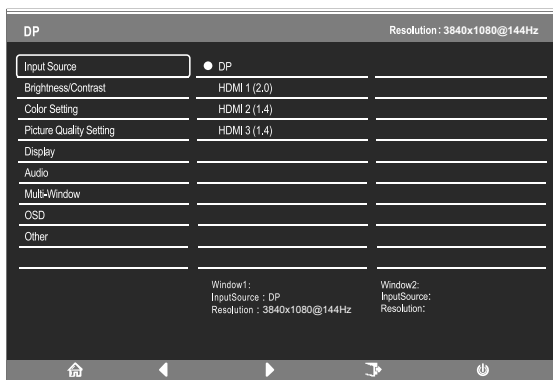 DP
Resolution: 3840x1080@144Hz
Input Source
DP
Brightness/Contrast
HDMI 1 (2.0)
Color Setting
HDMI 2 (1.4)
Picture Quality Setting
HDMI 3 (1.4)
Display
Audio
Multi-Window
OSD
Other
Window1:
InputSource : DP
Resolution : 3840x1080@144Hz
Window2:
InputSource:
Resolution: